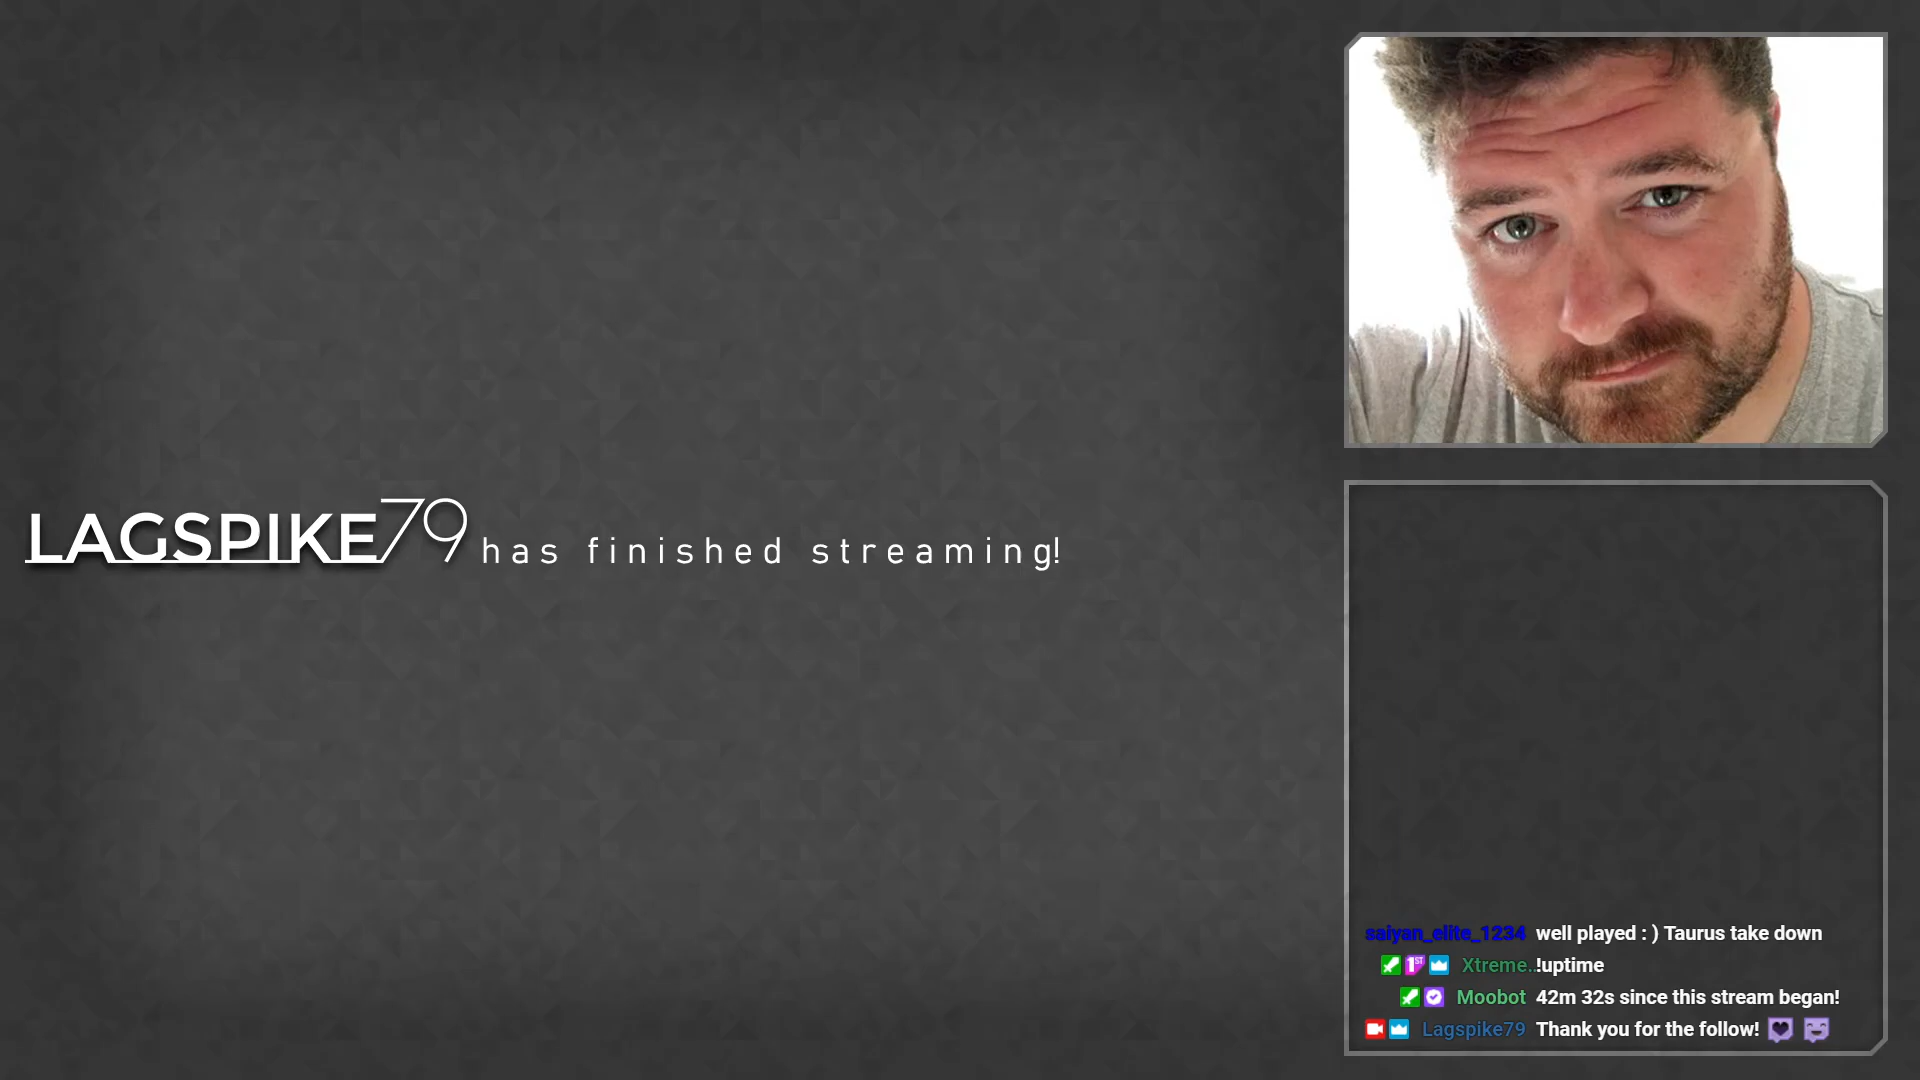 LAGSPIKE79 has finished streaming!
saiyan_elite_1234 well played : ) Taurus take down
1ST Xtreme..!uptime
Moobot 42m 32s since this stream began!
Lagspike79 Thank you for the follow!